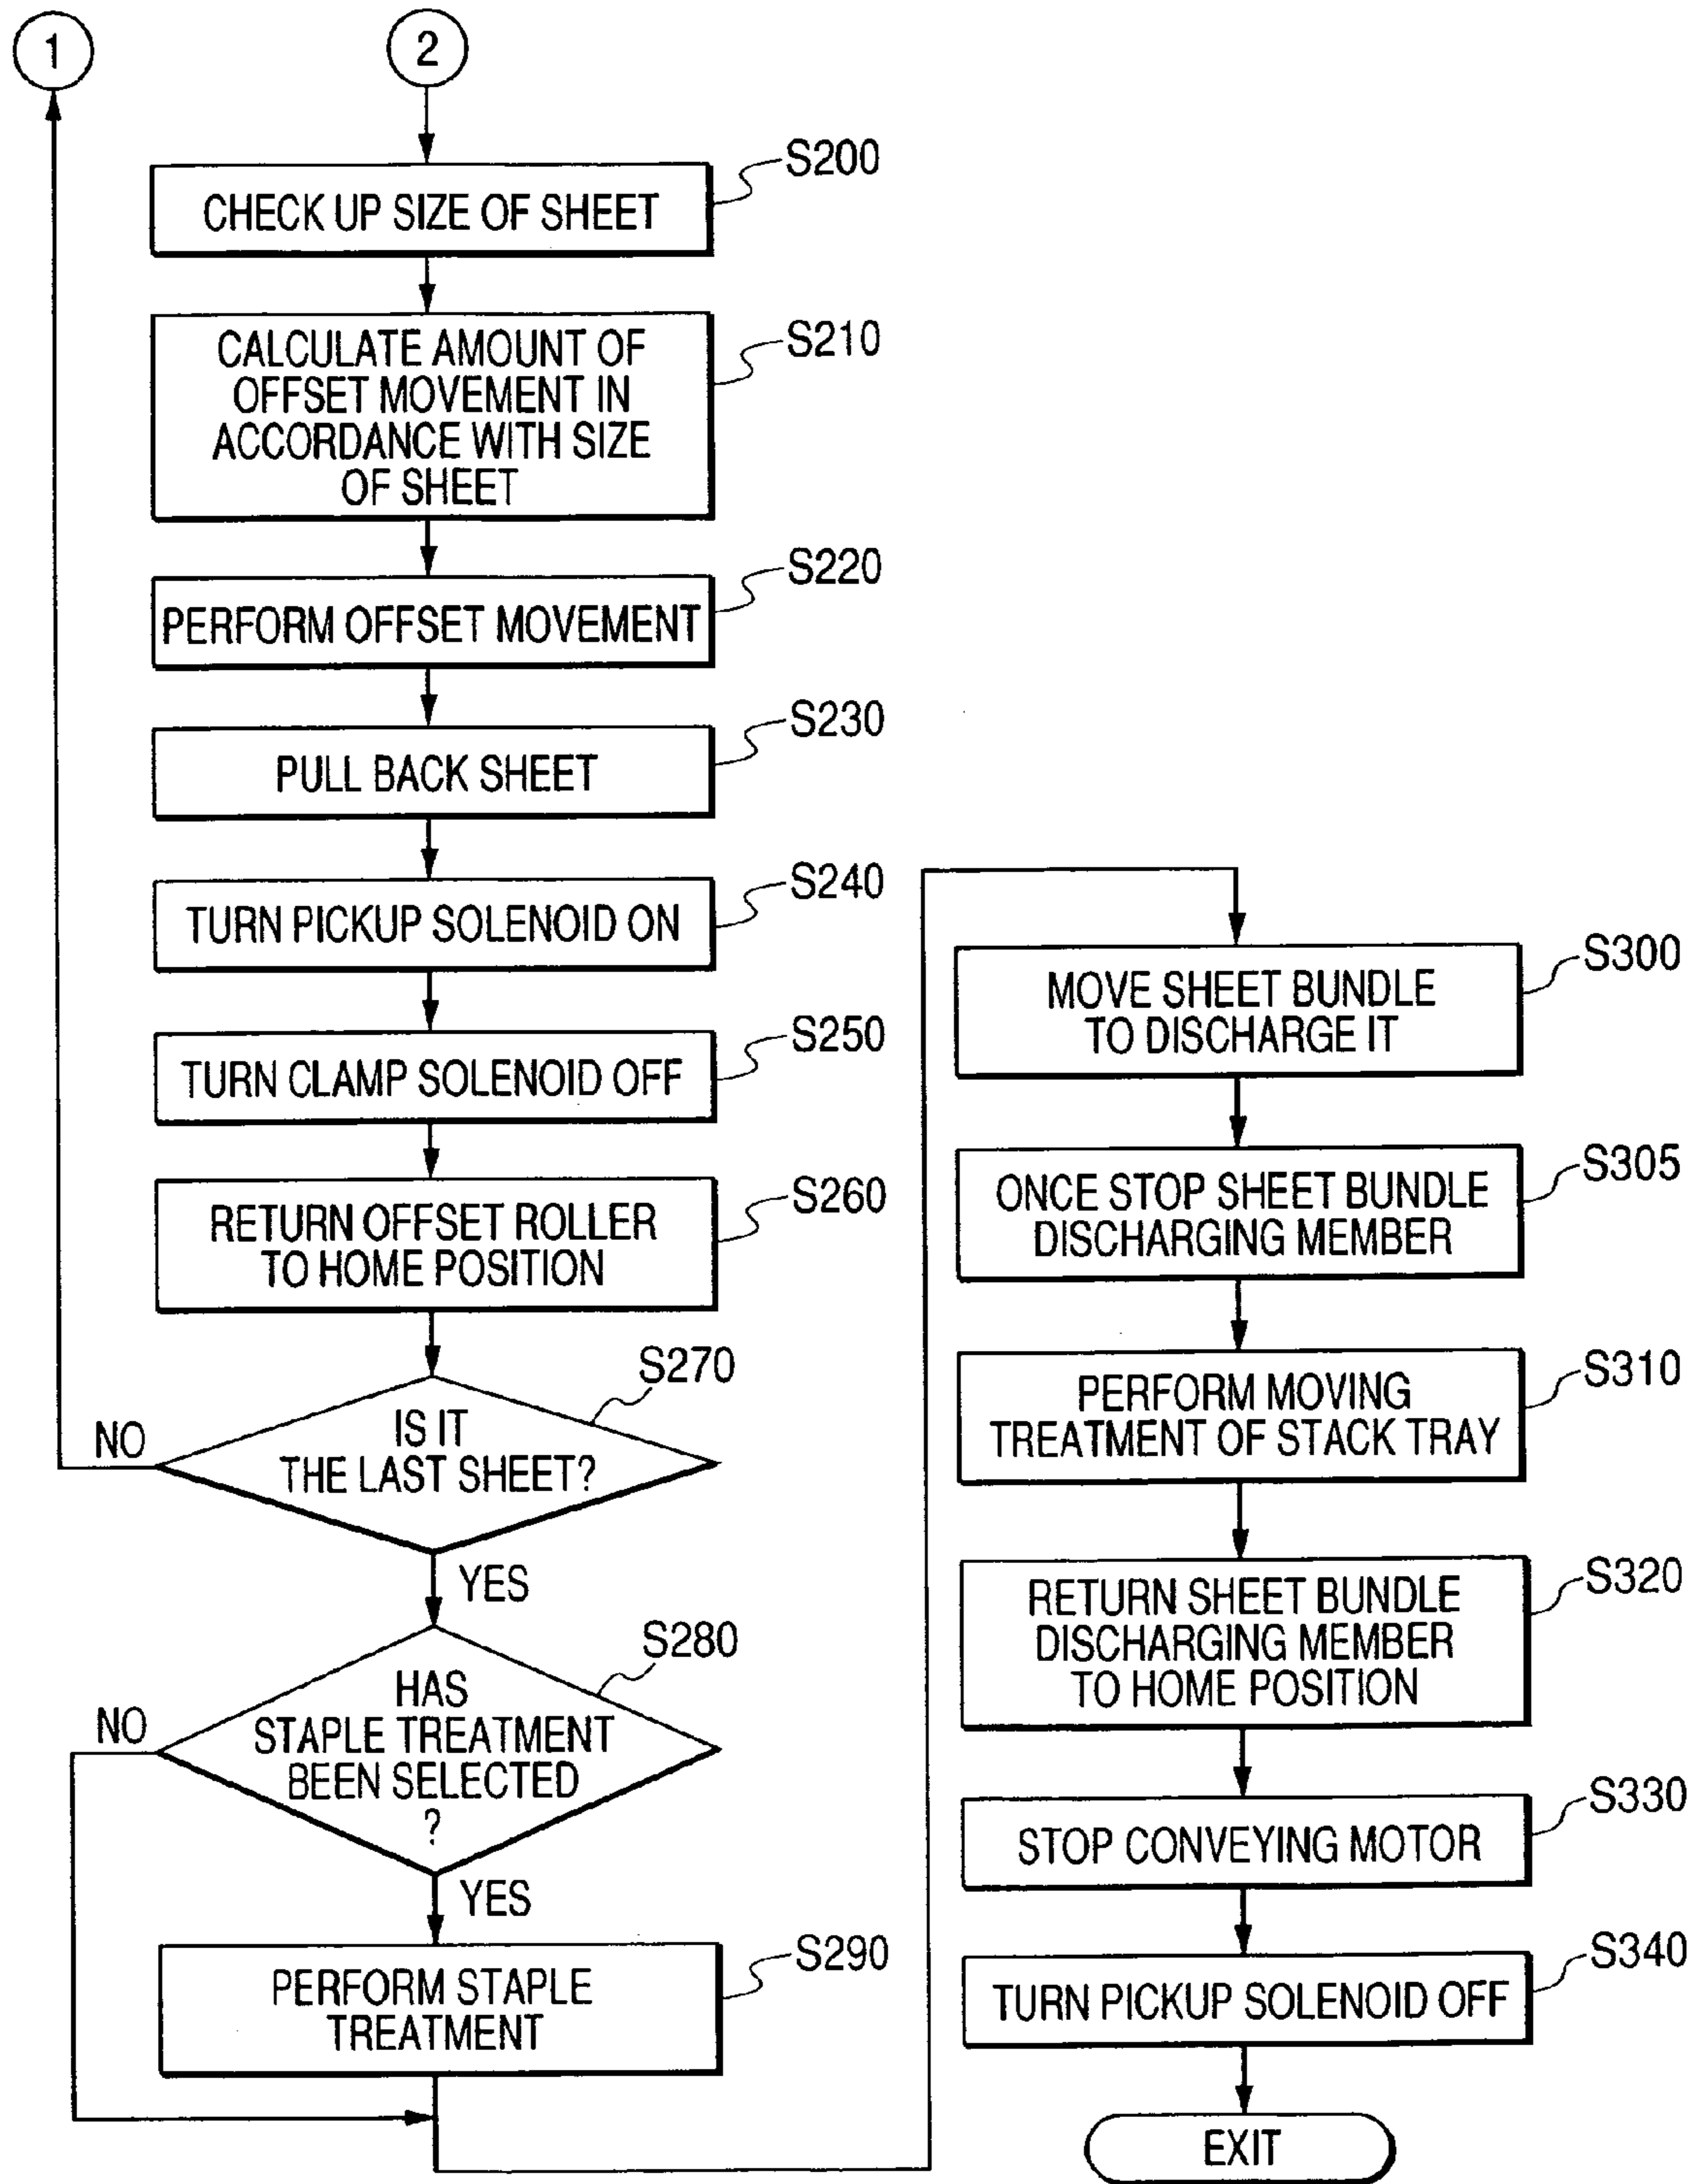 1
2
S200
CHECK UP SIZE OF SHEET
S210
CALCULATE AMOUNT OF
OFFSET MOVEMENT IN
ACCORDANCE WITH SIZE
OF SHEET
S220
PERFORM OFFSET MOVEMENT
S230
PULL BACK SHEET
S240
TURN PICKUP SOLENOID ON
S250
TURN CLAMP SOLENOID OFF
S260
RETURN OFFSET ROLLER
TO HOME POSITION
S270
IS IT
THE LAST SHEET?
NO
YES
S280
HAS
STAPLE TREATMENT
BEEN SELECTED
?
NO
YES
S290
PERFORM STAPLE
TREATMENT
S300
MOVE SHEET BUNDLE
TO DISCHARGE IT
S305
ONCE STOP SHEET BUNDLE
DISCHARGING MEMBER
S310
PERFORM MOVING
TREATMENT OF STACK TRAY
S320
RETURN SHEET BUNDLE
DISCHARGING MEMBER
TO HOME POSITION
S330
STOP CONVEYING MOTOR
S340
TURN PICKUP SOLENOID OFF
EXIT